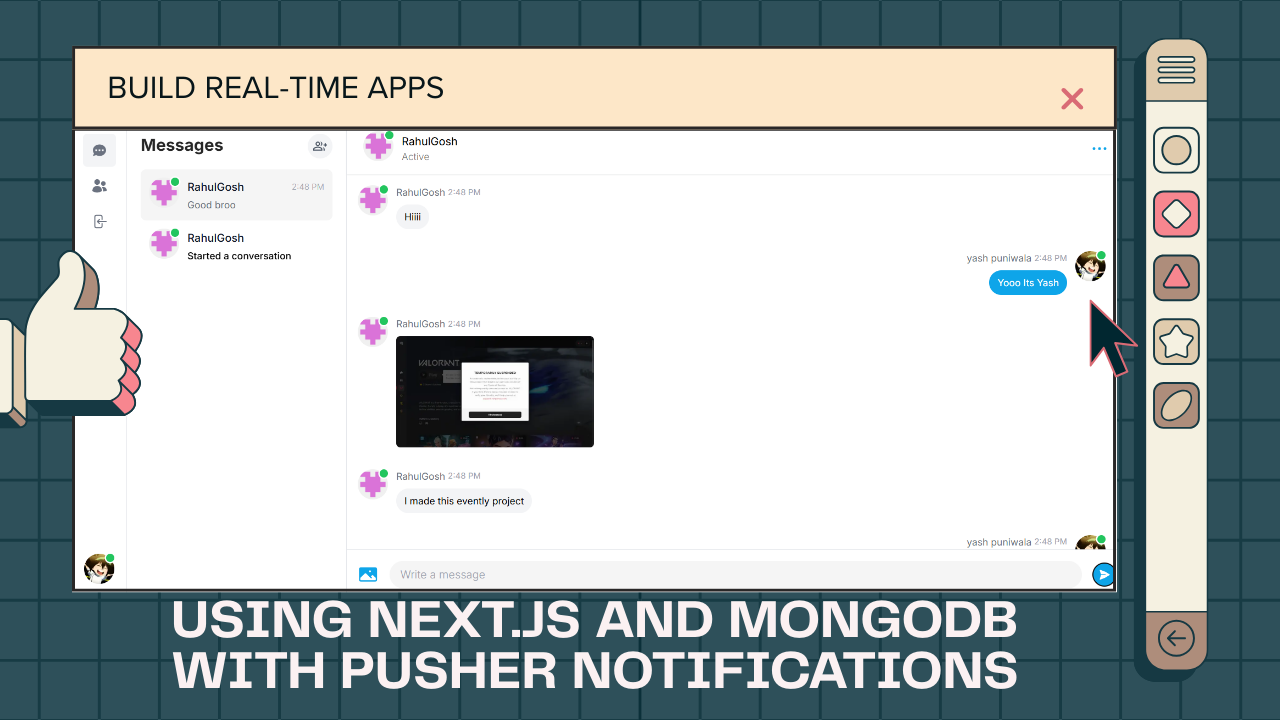 BUILD REAL-TIME APPS
Messages
RahulGosh
2:48 PM
Good broo
RahulGosh
Started a conversation
RahulGosh
Active
RahulGosh 2:48 PM
Hiiii
yash puniwala 2:48 PM
Yooo Its Yash
RahulGosh 2:48 PM
VALORANT
RahulGosh 2:48 PM
I made this evently project
yash puniwala 2:48 PM
Write a message
USING NEXT.JS AND MONGODB
WITH PUSHER NOTIFICATIONS